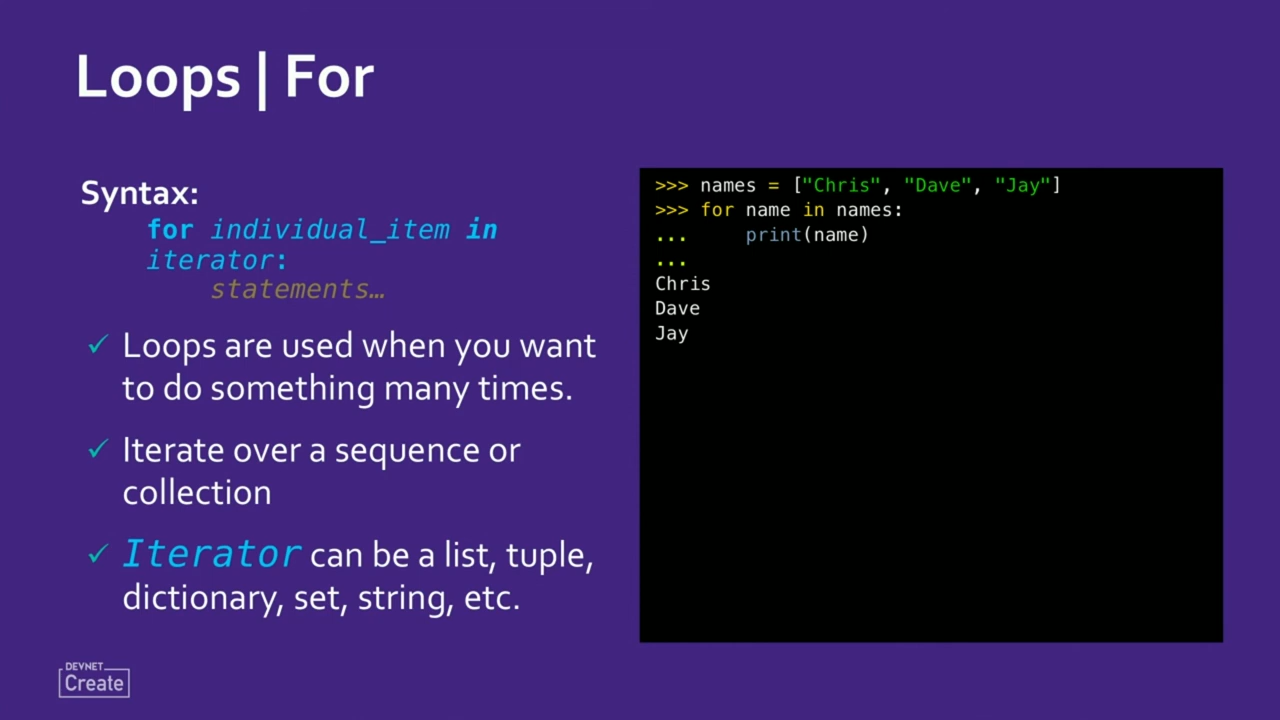 Loops | For
Syntax:
for individual_item in
iterator:
statements…
Loops are used when you want
to do something many times.
Iterate over a sequence or
collection
Iterator can be a list, tuple,
dictionary, set, string, etc.
>>> names = ["Chris", "Dave", "Jay"]
>>> for name in names:
...     print(name)
...
Chris
Dave
Jay
DEVNET
Create